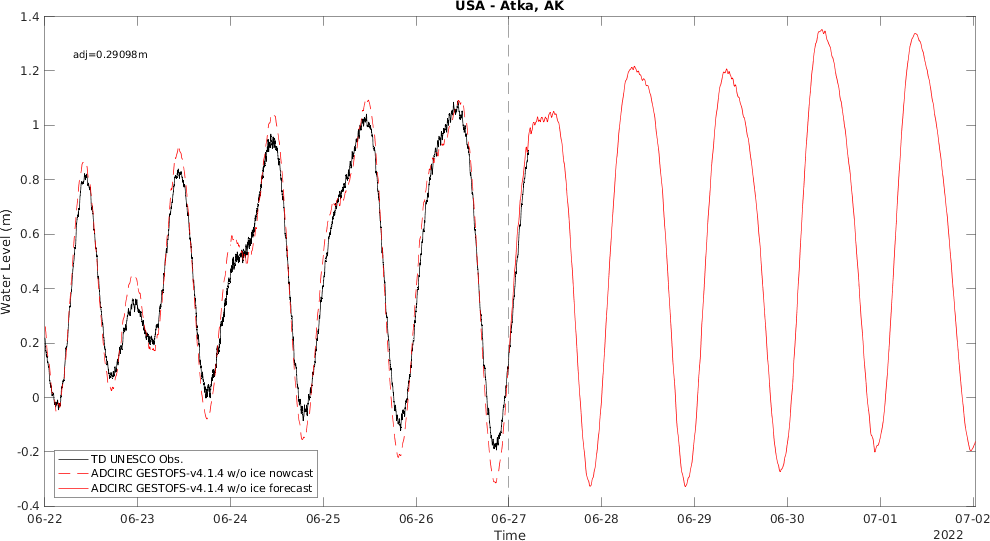 USA - Atka, AK
adj=0.29098m
1.4
1.2
1
0.8
0.6
0.4
0.2
0
-0.2
-0.4
Water Level (m)
TD UNESCO Obs.
ADCIRC GESTOFS-v4.1.4 w/o ice nowcast
ADCIRC GESTOFS-v4.1.4 w/o ice forecast
06-22 06-23 06-24 06-25 06-26 06-27 06-28 06-29 06-30 07-01 07-02
Time
2022